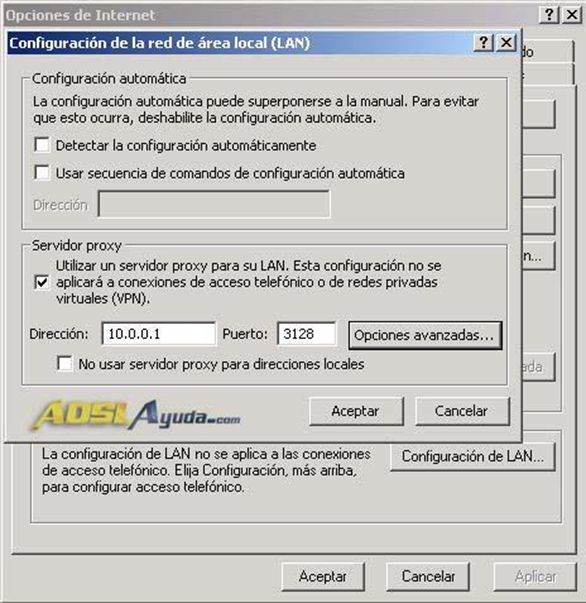 Opciones de Internet
Configuración de la red de área local (LAN)
do
Configuración automática
La configuración automática puede superponerse a la manual. Para evitar
que esto ocurra, deshabilite la configuración automática.
Detectar la configuración automáticamente
Usar secuencia de comandos de configuración automática
Dirección
Servidor proxy
Utilizar un servidor proxy para su LAN. Esta configuración no se
aplicará a conexiones de acceso telefónico o de redes privadas
virtuales (VPN).
n...
Dirección: 10.0.0.1 Puerto: 3128 Opciones avanzadas...
No usar servidor proxy para direcciones locales
ada
ADSLAyuda.com
Aceptar Cancelar
La configuración de LAN no se aplica a las conexiones
de acceso telefónico. Elija Configuración, más arriba,
para configurar acceso telefónico.
Configuración de LAN...
Aceptar Cancelar Aplicar